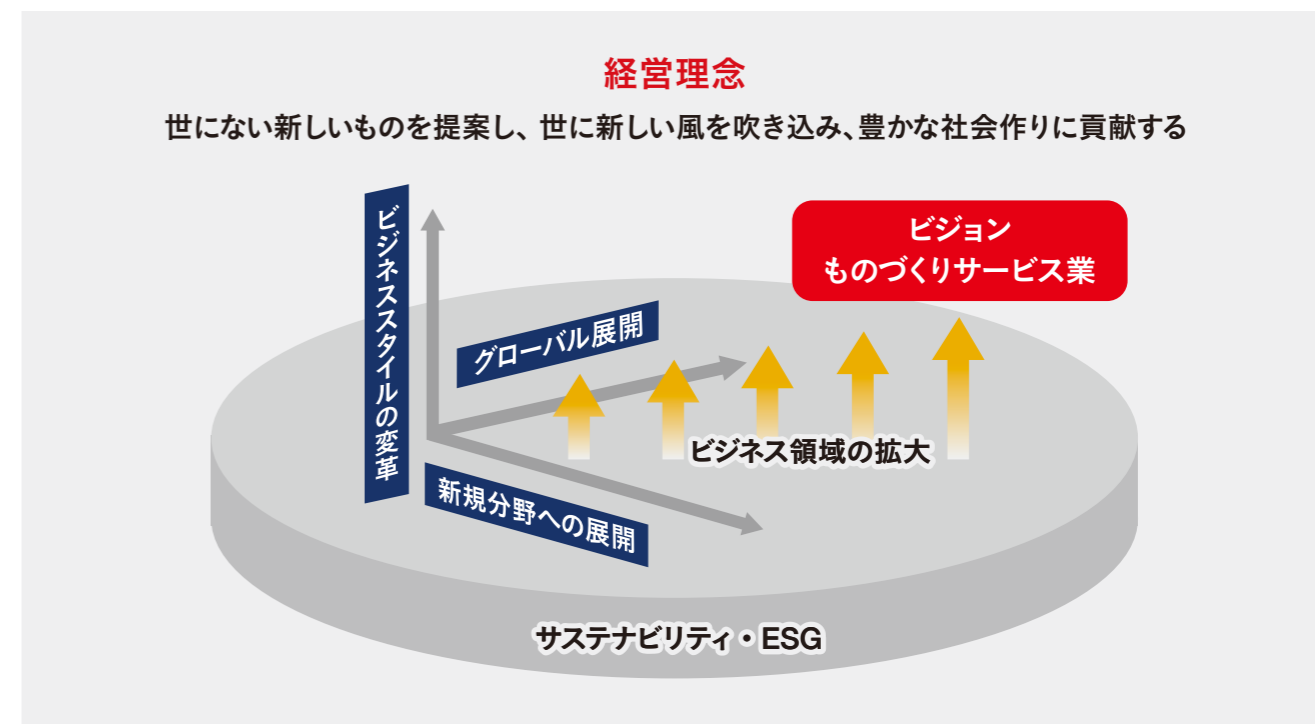 経営理念
世にない新しいものを提案し、世に新しい風を吹き込み、豊かな社会作りに貢献する
ビジネススタイルの変革
ビジョン
ものづくりサービス業
グローバル展開
ビジネス領域の拡大
新規分野への展開
サステナビリティ・ESG